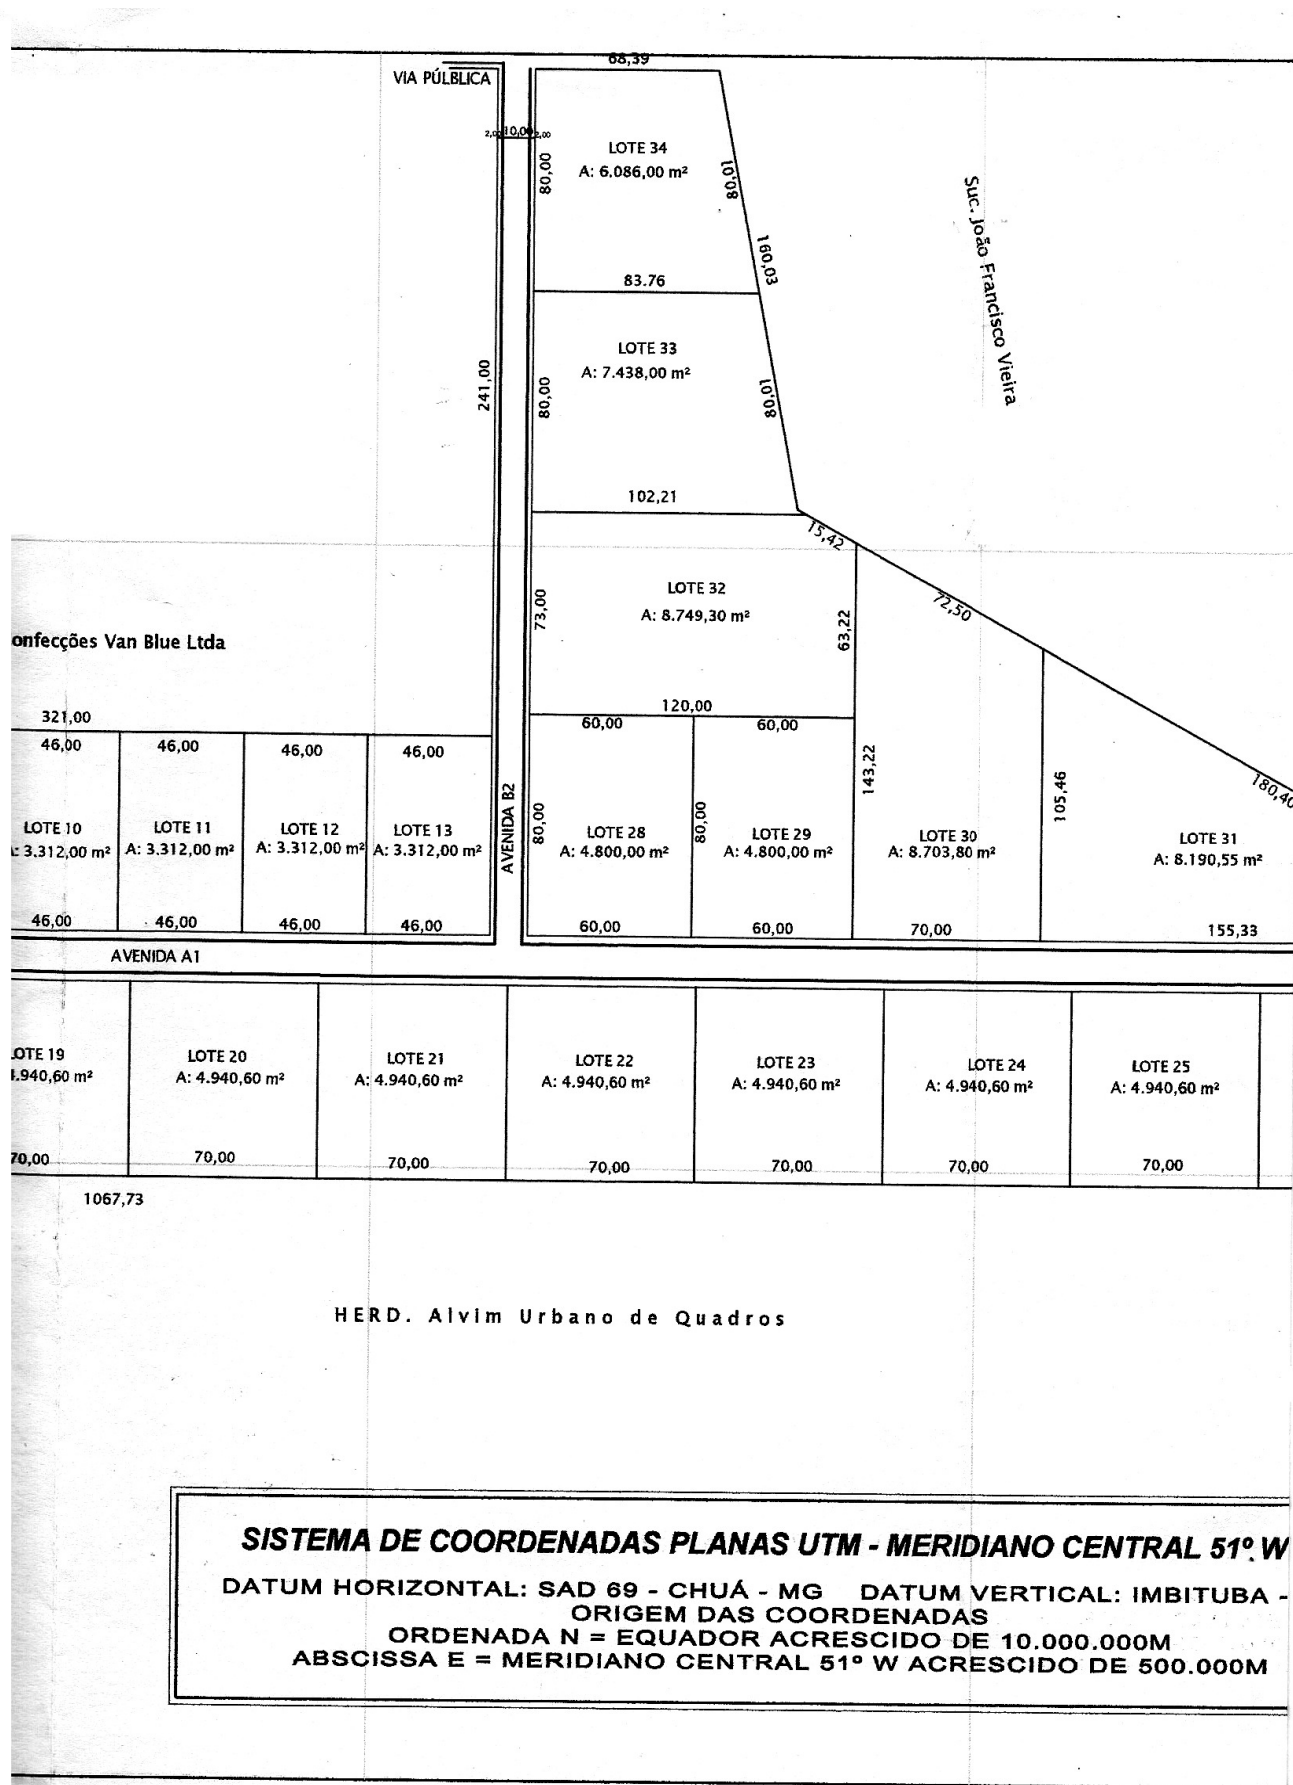 68,39
VIA PÚLBLICA
2,00 10,00 2,00
LOTE 34
A: 6.086,00 m²
80,00
80,01
160,03
Suc. João Francisco Vieira
83.76
LOTE 33
A: 7.438,00 m²
241,00
80,00
80,01
102,21
15,42
LOTE 32
A: 8.749,30 m²
73,00
63,22
72,50
onfecções Van Blue Ltda
321,00
120,00
46,00 46,00 46,00 46,00
60,00 60,00
143,22
105,46
180,40
AVENIDA B2
80,00
80,00
LOTE 10
A: 3.312,00 m²
LOTE 11
A: 3.312,00 m²
LOTE 12
A: 3.312,00 m²
LOTE 13
A: 3.312,00 m²
LOTE 28
A: 4.800,00 m²
LOTE 29
A: 4.800,00 m²
LOTE 30
A: 8.703,80 m²
LOTE 31
A: 8.190,55 m²
46,00 46,00 46,00 46,00
60,00 60,00 70,00 155,33
AVENIDA A1
OTE 19
.940,60 m²
LOTE 20
A: 4.940,60 m²
LOTE 21
A: 4.940,60 m²
LOTE 22
A: 4.940,60 m²
LOTE 23
A: 4.940,60 m²
LOTE 24
A: 4.940,60 m²
LOTE 25
A: 4.940,60 m²
70,00 70,00 70,00 70,00 70,00 70,00 70,00
1067,73
HERD. Alvim Urbano de Quadros
SISTEMA DE COORDENADAS PLANAS UTM - MERIDIANO CENTRAL 51º W
DATUM HORIZONTAL: SAD 69 - CHUÁ - MG DATUM VERTICAL: IMBITUBA -
ORIGEM DAS COORDENADAS
ORDENADA N = EQUADOR ACRESCIDO DE 10.000.000M
ABSCISSA E = MERIDIANO CENTRAL 51º W ACRESCIDO DE 500.000M